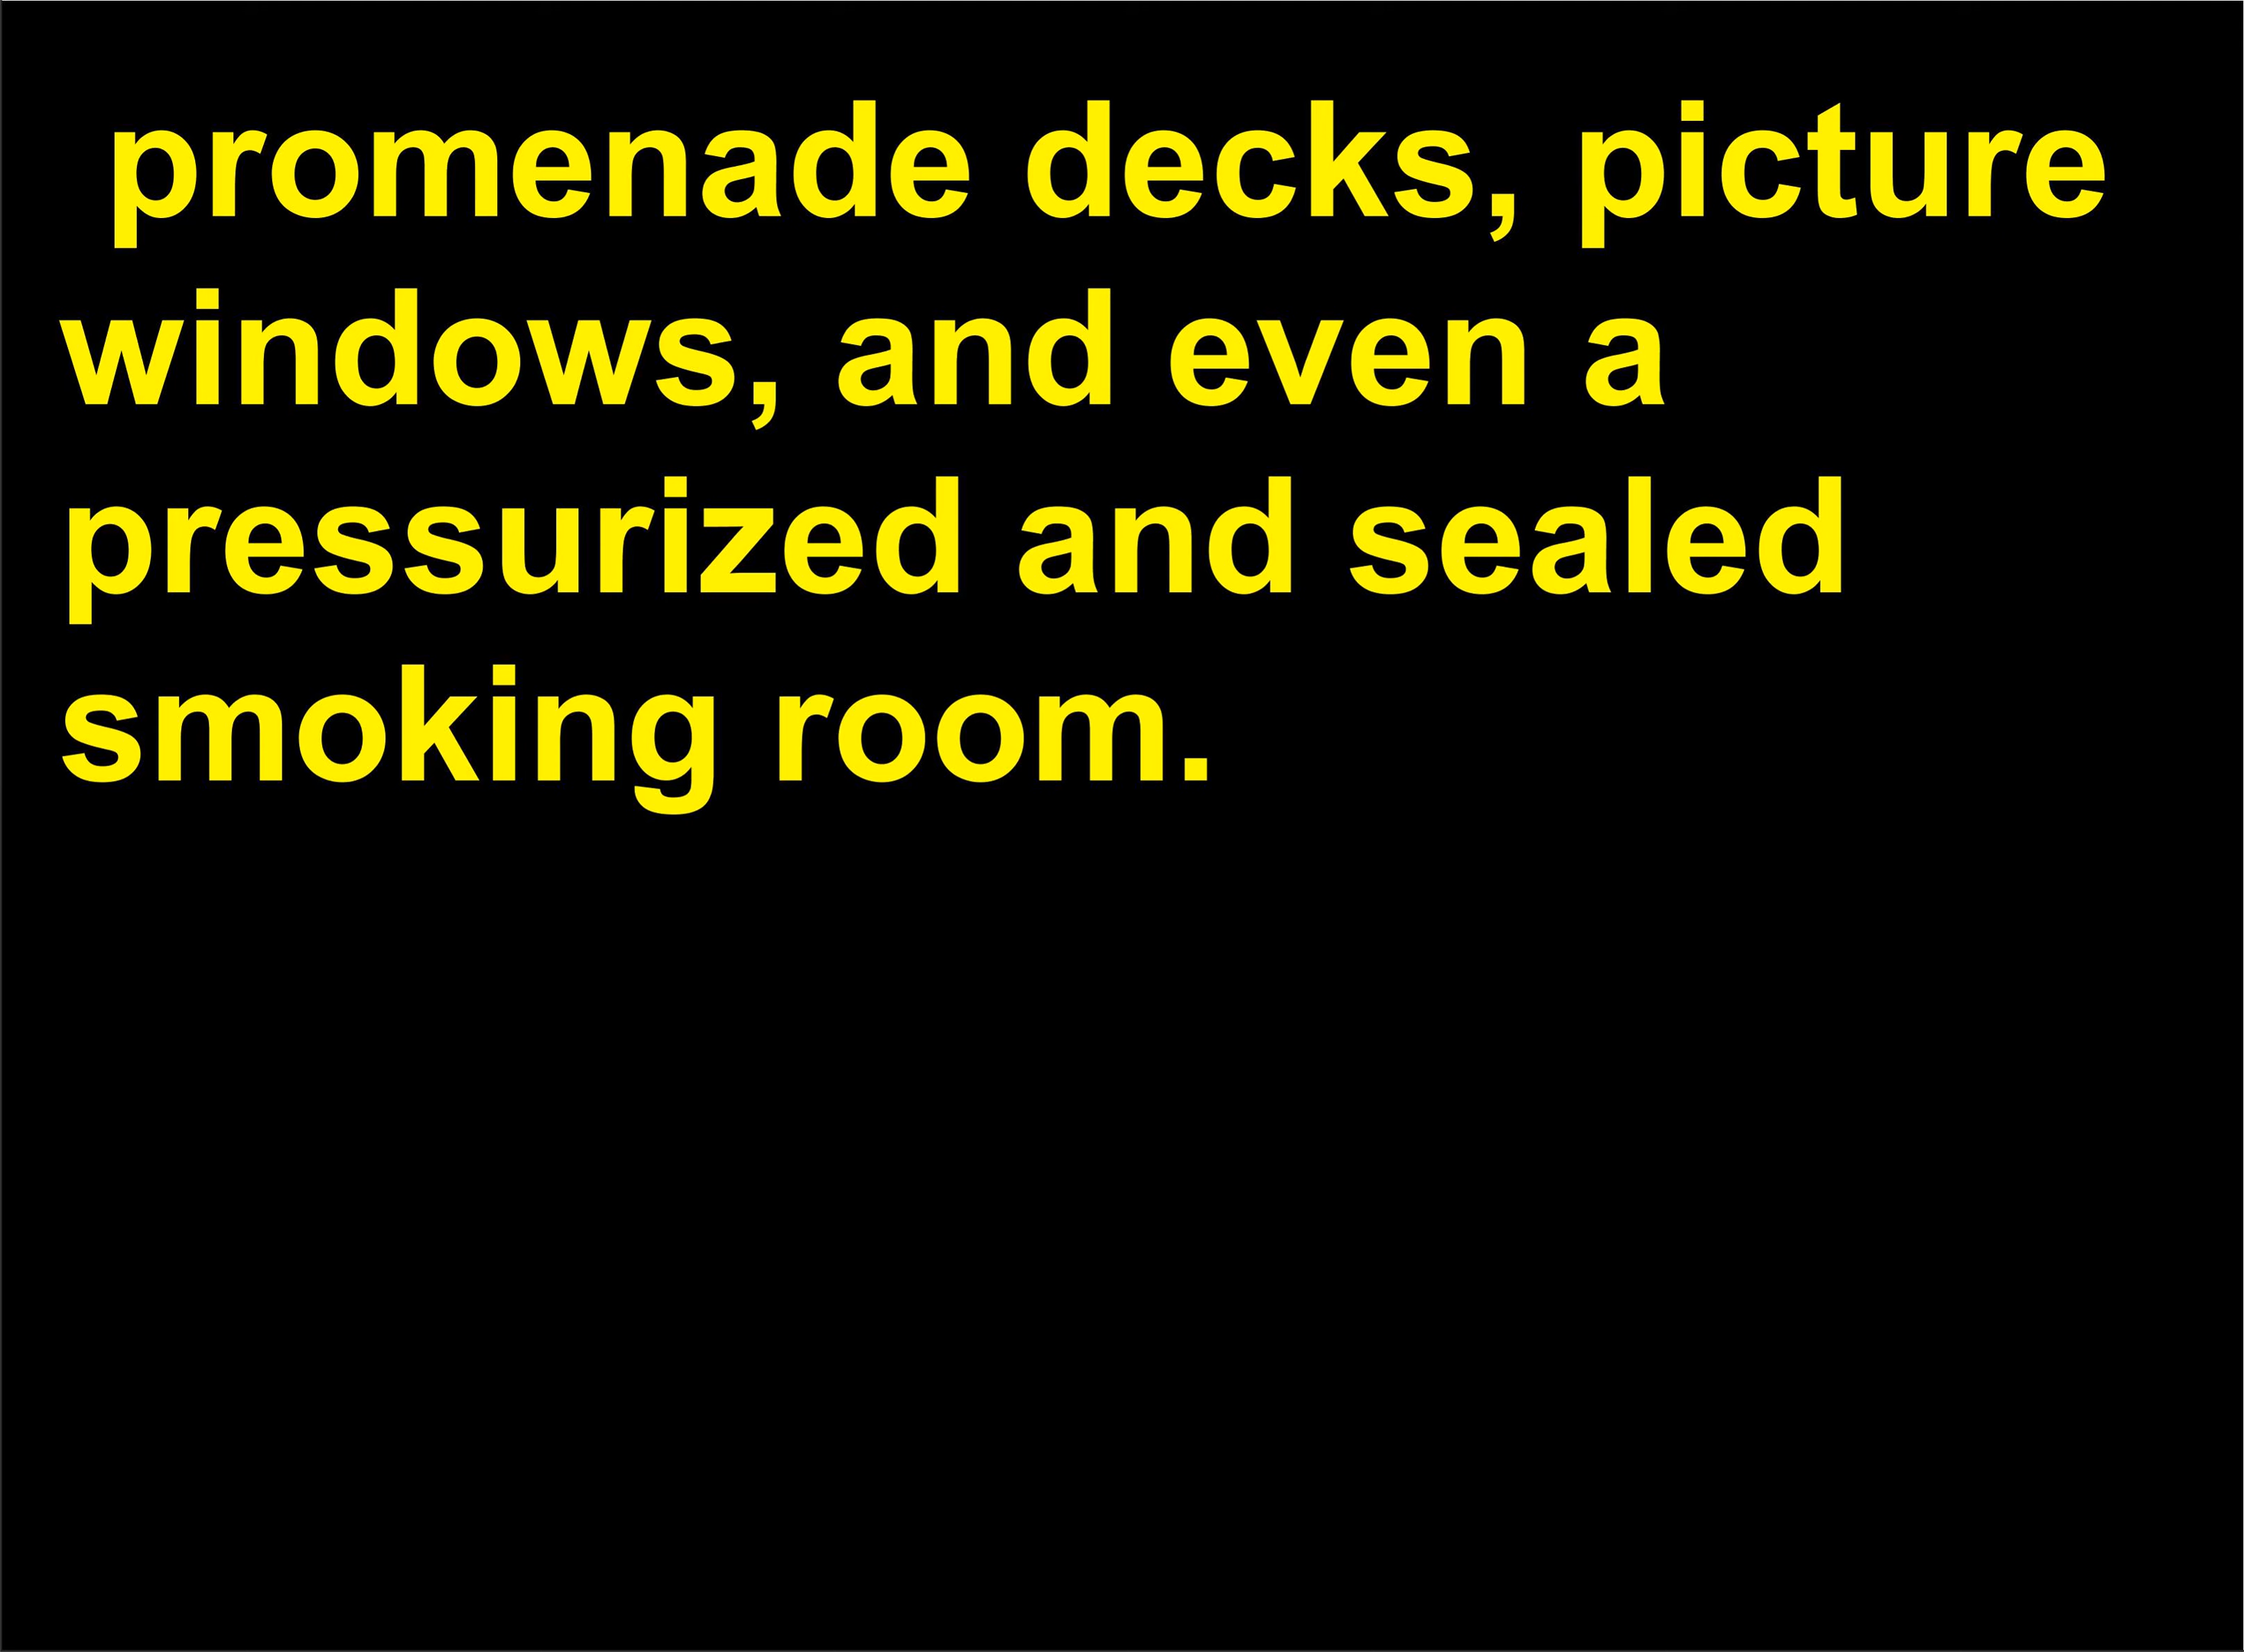 promenade decks, picture
windows, and even a
pressurized and sealed
smoking room.